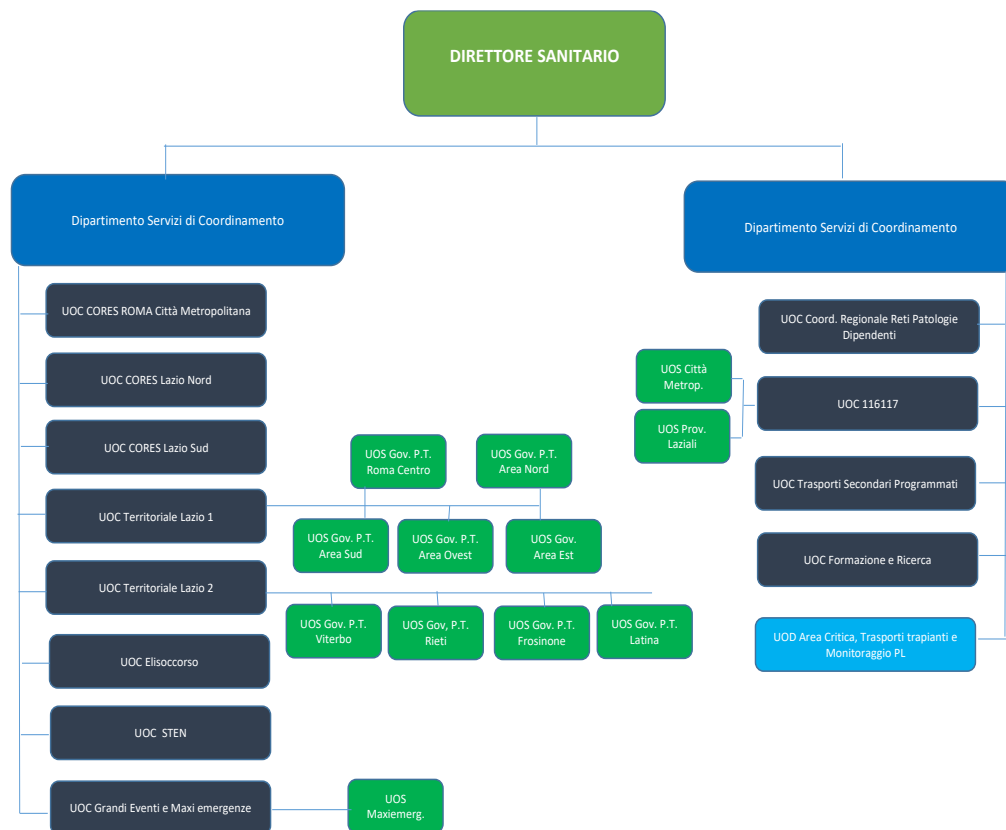 DIRETTORE SANITARIO
Dipartimento Servizi di Coordinamento
Dipartimento Servizi di Coordinamento
UOC CORES ROMA Città Metropolitana
UOC CORES Lazio Nord
UOC CORES Lazio Sud
UOC Territoriale Lazio 1
UOS Gov. P.T.
Roma Centro
UOS Gov. P.T.
Area Nord
UOS Gov. P.T.
Area Sud
UOS Gov. P.T.
Area Ovest
UOS Gov.
Area Est
UOC Territoriale Lazio 2
UOS Gov. P.T.
Viterbo
UOS Gov, P.T.
Rieti
UOS Gov. P.T.
Frosinone
UOS Gov. P.T.
Latina
UOC Elisoccorso
UOC STEN
UOC Grandi Eventi e Maxi emergenze
UOS
Maxiemerg.
UOC Coord. Regionale Reti Patologie
Dipendenti
UOS Città
Metrop.
UOS Prov.
Laziali
UOC 116117
UOC Trasporti Secondari Programmati
UOC Formazione e Ricerca
UOD Area Critica, Trasporti trapianti e
Monitoraggio PL